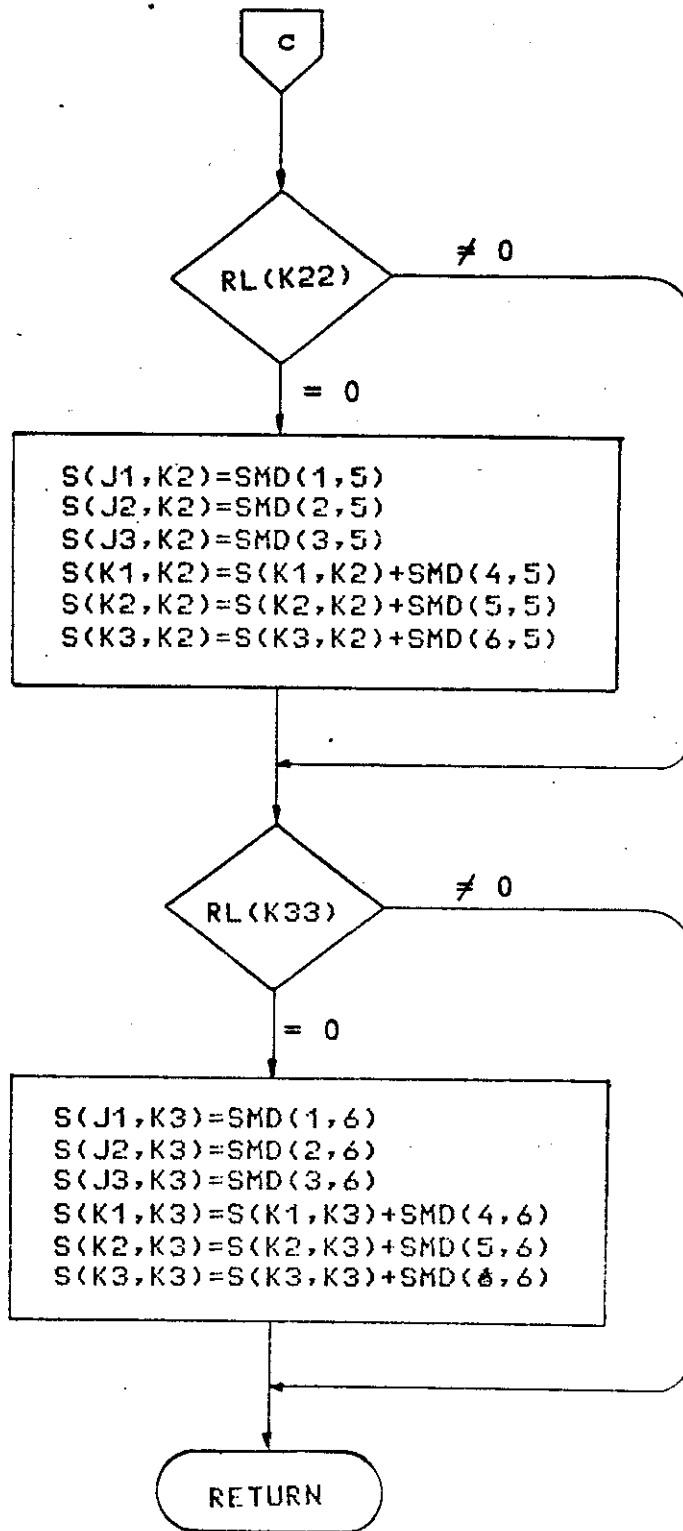 C
RL(K22)
≠ 0
= 0
S(J1,K2)=SMD(1,5)
S(J2,K2)=SMD(2,5)
S(J3,K2)=SMD(3,5)
S(K1,K2)=S(K1,K2)+SMD(4,5)
S(K2,K2)=S(K2,K2)+SMD(5,5)
S(K3,K2)=S(K3,K2)+SMD(6,5)
RL(K33)
≠ 0
= 0
S(J1,K3)=SMD(1,6)
S(J2,K3)=SMD(2,6)
S(J3,K3)=SMD(3,6)
S(K1,K3)=S(K1,K3)+SMD(4,6)
S(K2,K3)=S(K2,K3)+SMD(5,6)
S(K3,K3)=S(K3,K3)+SMD(6,6)
RETURN